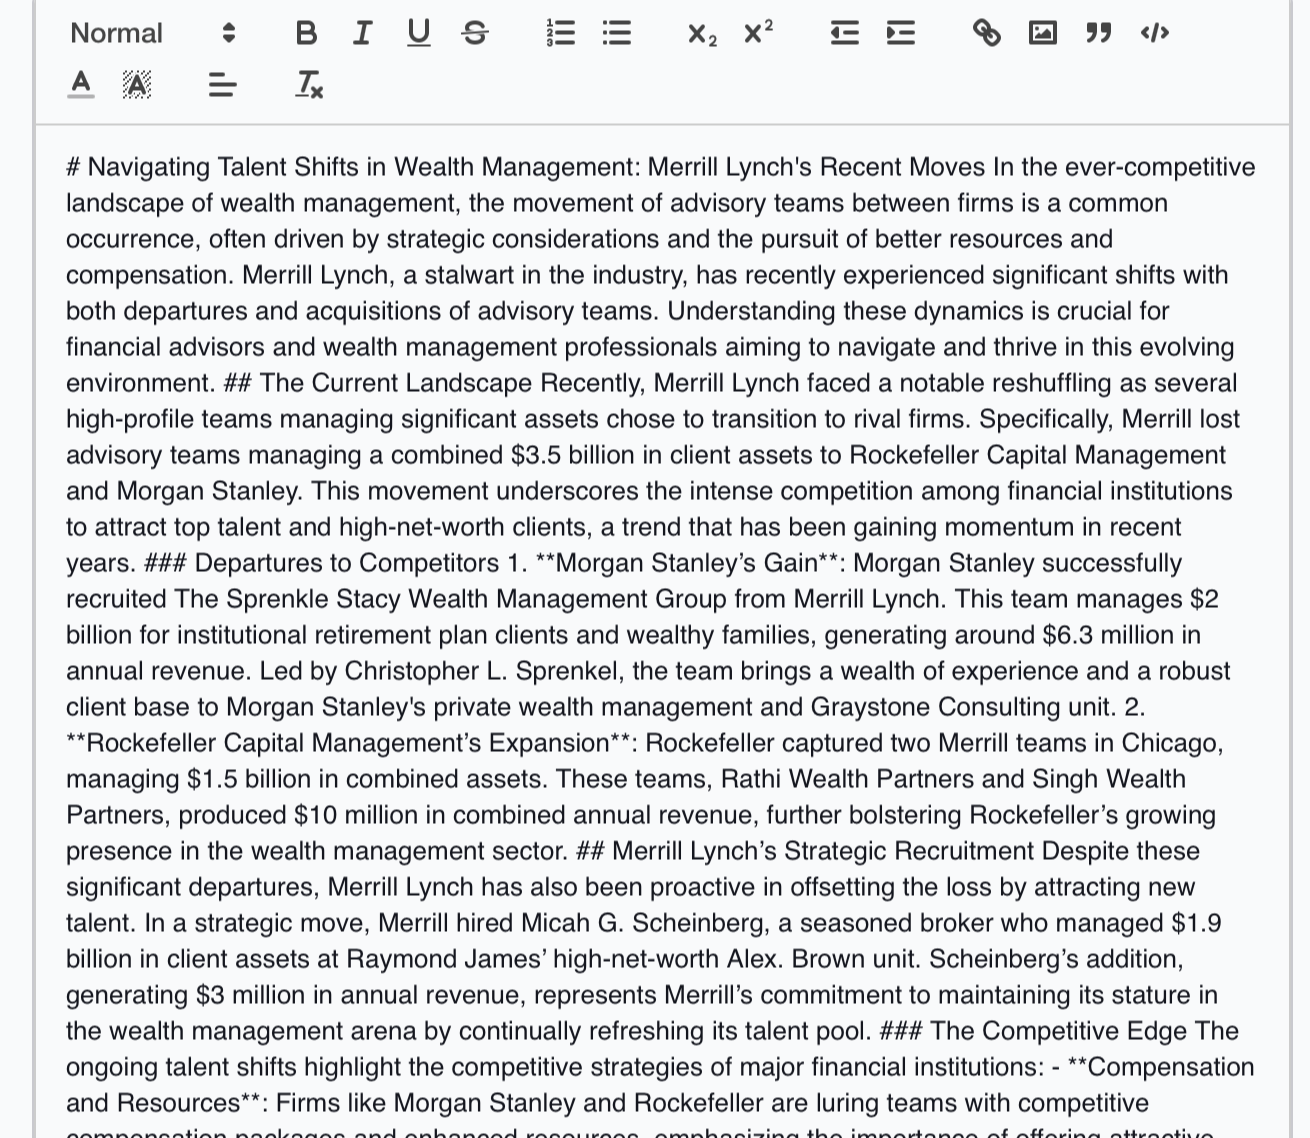 Normal
# Navigating Talent Shifts in Wealth Management: Merrill Lynch's Recent Moves In the ever-competitive
landscape of wealth management, the movement of advisory teams between firms is a common
occurrence, often driven by strategic considerations and the pursuit of better resources and
compensation. Merrill Lynch, a stalwart in the industry, has recently experienced significant shifts with
both departures and acquisitions of advisory teams. Understanding these dynamics is crucial for
financial advisors and wealth management professionals aiming to navigate and thrive in this evolving
environment. ## The Current Landscape Recently, Merrill Lynch faced a notable reshuffling as several
high-profile teams managing significant assets chose to transition to rival firms. Specifically, Merrill lost
advisory teams managing a combined $3.5 billion in client assets to Rockefeller Capital Management
and Morgan Stanley. This movement underscores the intense competition among financial institutions
to attract top talent and high-net-worth clients, a trend that has been gaining momentum in recent
years. ### Departures to Competitors 1. **Morgan Stanley’s Gain**: Morgan Stanley successfully
recruited The Sprenkle Stacy Wealth Management Group from Merrill Lynch. This team manages $2
billion for institutional retirement plan clients and wealthy families, generating around $6.3 million in
annual revenue. Led by Christopher L. Sprenkel, the team brings a wealth of experience and a robust
client base to Morgan Stanley's private wealth management and Graystone Consulting unit. 2.
**Rockefeller Capital Management’s Expansion**: Rockefeller captured two Merrill teams in Chicago,
managing $1.5 billion in combined assets. These teams, Rathi Wealth Partners and Singh Wealth
Partners, produced $10 million in combined annual revenue, further bolstering Rockefeller’s growing
presence in the wealth management sector. ## Merrill Lynch’s Strategic Recruitment Despite these
significant departures, Merrill Lynch has also been proactive in offsetting the loss by attracting new
talent. In a strategic move, Merrill hired Micah G. Scheinberg, a seasoned broker who managed $1.9
billion in client assets at Raymond James’ high-net-worth Alex. Brown unit. Scheinberg’s addition,
generating $3 million in annual revenue, represents Merrill’s commitment to maintaining its stature in
the wealth management arena by continually refreshing its talent pool. ### The Competitive Edge The
ongoing talent shifts highlight the competitive strategies of major financial institutions: - **Compensation
and Resources**: Firms like Morgan Stanley and Rockefeller are luring teams with competitive
compensation packages and enhanced resources, emphasizing the importance of offering attractive